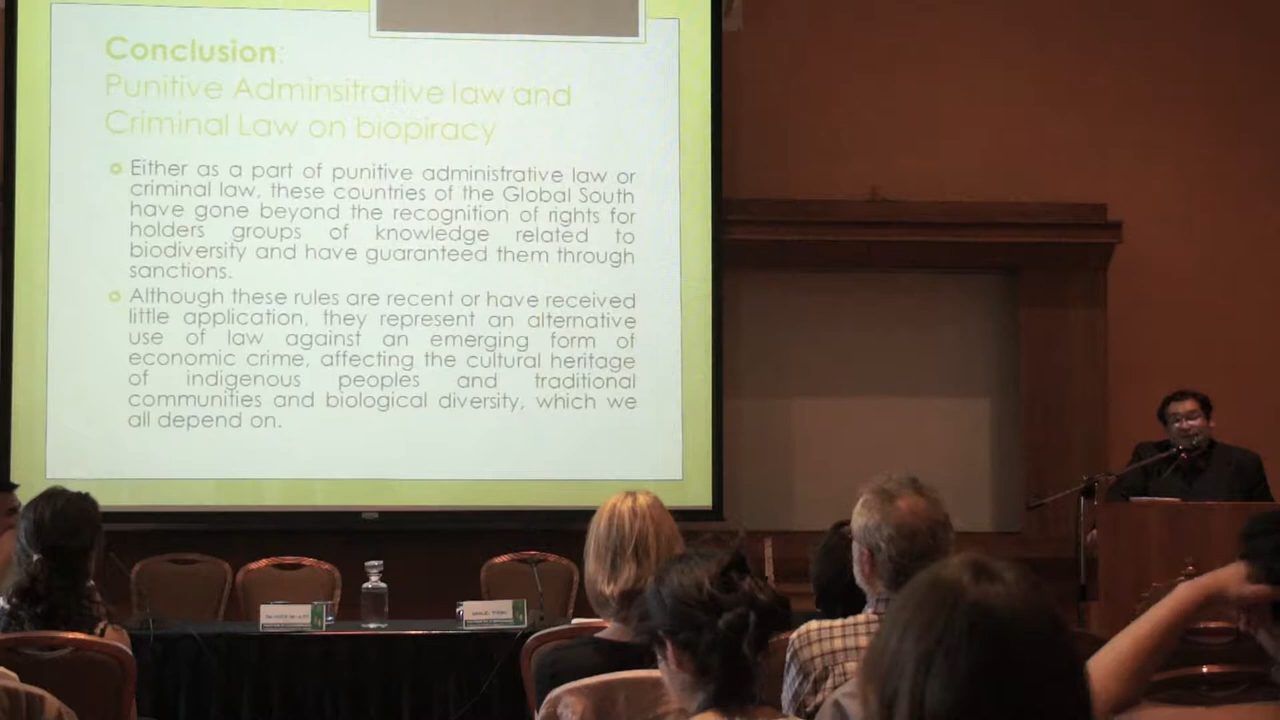 Conclusion:
Punitive Adminsitrative law and
Criminal Law on biopiracy
Either as a part of punitive administrative law or
criminal law, these countries of the Global South
have gone beyond the recognition of rights for
holders groups of knowledge related to
biodiversity and have guaranteed them through
sanctions.
Although these rules are recent or have received
little application, they represent an alternative
use of law against an emerging form of
economic crime, affecting the cultural heritage
of indigenous peoples and traditional
communities and biological diversity, which we
all depend on.